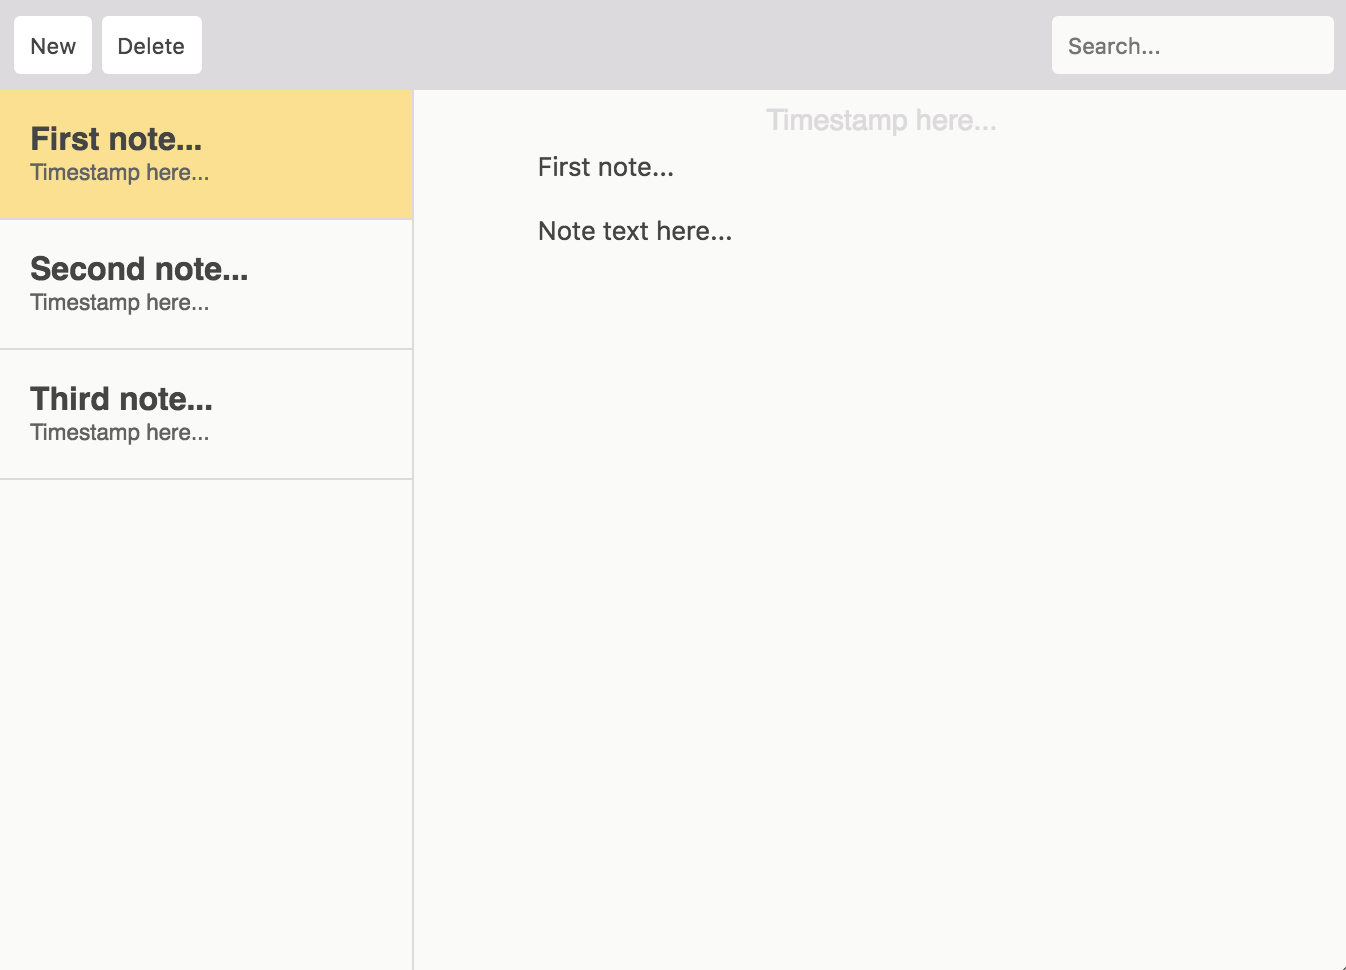 New
Delete
Search...
First note...
Timestamp here...
Second note...
Timestamp here...
Third note...
Timestamp here...
Timestamp here...
First note...
Note text here...